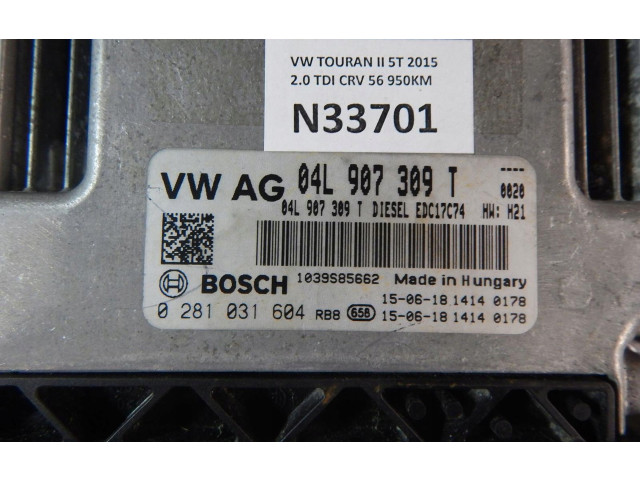 VW TOURAN II 5T 2015
2.0 TDI CRV 56 950KM
N33701
VW AG 04L 907 309 T ----
0020
04L 907 309 T DIESEL EDC17C74 HW: H21
BOSCH 1039S85662 Made in Hungary
15-06-18 1414 0178
0 281 031 604 RB8 658 15-06-18 1414 0178